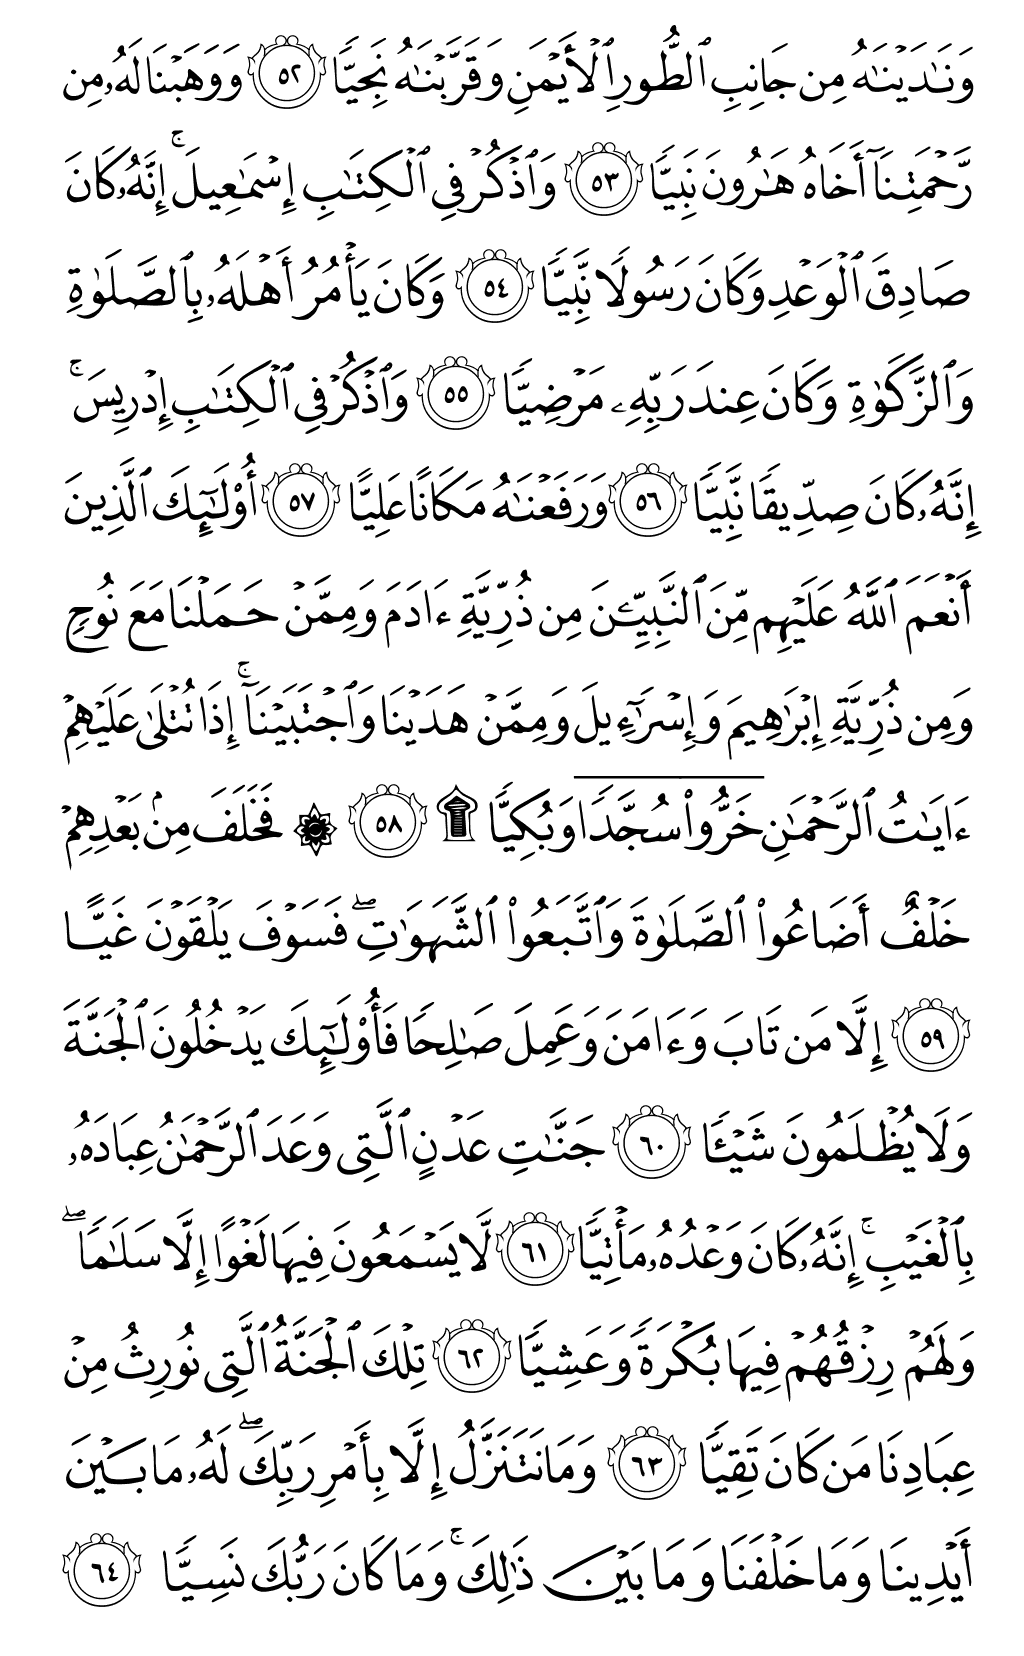 وَنَٰدَيْنَٰهُ مِن جَانِبِ ٱلطُّورِ ٱلْأَيْمَنِ وَقَرَّبْنَٰهُ نَجِيًّا ٥٢ وَوَهَبْنَا لَهُۥ مِن
رَّحْمَتِنَآ أَخَاهُ هَٰرُونَ نَبِيًّا ٥٣ وَٱذْكُرْ فِى ٱلْكِتَٰبِ إِسْمَٰعِيلَ ۚ إِنَّهُۥ كَانَ
صَادِقَ ٱلْوَعْدِ وَكَانَ رَسُولًا نَّبِيًّا ٥٤ وَكَانَ يَأْمُرُ أَهْلَهُۥ بِٱلصَّلَوٰةِ
وَٱلزَّكَوٰةِ وَكَانَ عِندَ رَبِّهِۦ مَرْضِيًّا ٥٥ وَٱذْكُرْ فِى ٱلْكِتَٰبِ إِدْرِيسَ ۚ
إِنَّهُۥ كَانَ صِدِّيقًا نَّبِيًّا ٥٦ وَرَفَعْنَٰهُ مَكَانًا عَلِيًّا ٥٧ أُو۟لَٰٓئِكَ ٱلَّذِينَ
أَنْعَمَ ٱللَّهُ عَلَيْهِم مِّنَ ٱلنَّبِيِّۦنَ مِن ذُرِّيَّةِ ءَادَمَ وَمِمَّنْ حَمَلْنَا مَعَ نُوحٍ
وَمِن ذُرِّيَّةِ إِبْرَٰهِيمَ وَإِسْرَٰٓءِيلَ وَمِمَّنْ هَدَيْنَا وَٱجْتَبَيْنَآ ۚ إِذَا تُتْلَىٰ عَلَيْهِمْ
ءَايَٰتُ ٱلرَّحْمَٰنِ خَرُّوا۟ سُجَّدًا وَبُكِيًّا ۩ ٥٨ ۞ فَخَلَفَ مِنۢ بَعْدِهِمْ
خَلْفٌ أَضَاعُوا۟ ٱلصَّلَوٰةَ وَٱتَّبَعُوا۟ ٱلشَّهَوَٰتِ ۖ فَسَوْفَ يَلْقَوْنَ غَيًّا
٥٩ إِلَّا مَن تَابَ وَءَامَنَ وَعَمِلَ صَٰلِحًا فَأُو۟لَٰٓئِكَ يَدْخُلُونَ ٱلْجَنَّةَ
وَلَا يُظْلَمُونَ شَيْـًٔا ٦٠ جَنَّٰتِ عَدْنٍ ٱلَّتِى وَعَدَ ٱلرَّحْمَٰنُ عِبَادَهُۥ
بِٱلْغَيْبِ ۚ إِنَّهُۥ كَانَ وَعْدُهُۥ مَأْتِيًّا ٦١ لَّا يَسْمَعُونَ فِيهَا لَغْوًا إِلَّا سَلَٰمًا ۖ
وَلَهُمْ رِزْقُهُمْ فِيهَا بُكْرَةً وَعَشِيًّا ٦٢ تِلْكَ ٱلْجَنَّةُ ٱلَّتِى نُورِثُ مِنْ
عِبَادِنَا مَن كَانَ تَقِيًّا ٦٣ وَمَا نَتَنَزَّلُ إِلَّا بِأَمْرِ رَبِّكَ ۖ لَهُۥ مَا بَيْنَ
أَيْدِينَا وَمَا خَلْفَنَا وَمَا بَيْنَ ذَٰلِكَ ۚ وَمَا كَانَ رَبُّكَ نَسِيًّا ٦٤